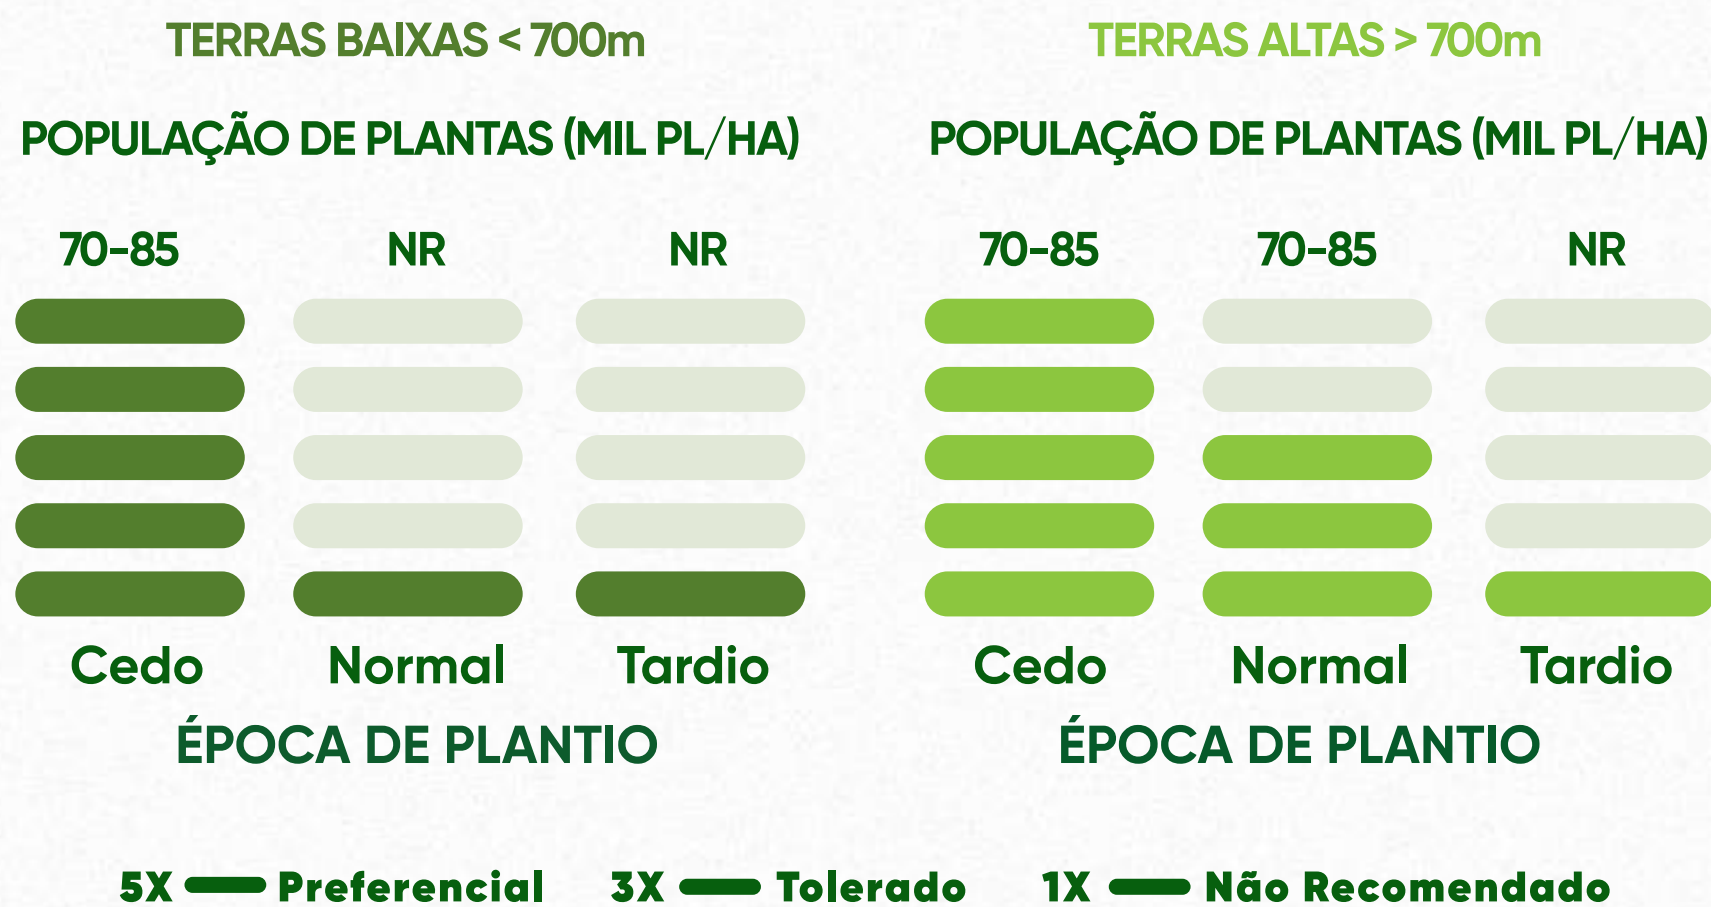 TERRAS BAIXAS < 700m
POPULAÇÃO DE PLANTAS (MIL PL/HA)
70-85 NR NR
Cedo Normal Tardio
ÉPOCA DE PLANTIO
TERRAS ALTAS > 700m
POPULAÇÃO DE PLANTAS (MIL PL/HA)
70-85 70-85 NR
Cedo Normal Tardio
ÉPOCA DE PLANTIO
5X Preferencial 3X Tolerado 1X Não Recomendado